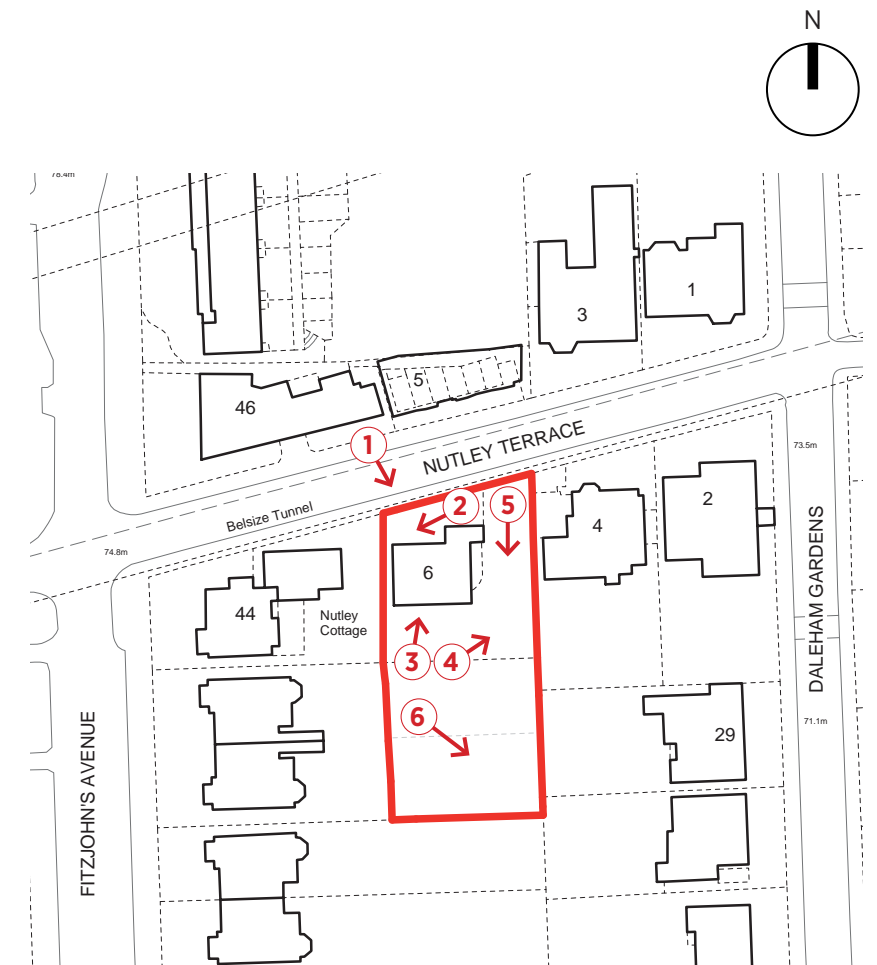 N
78.4m
3
1
5
46
1
NUTLEY TERRACE
73.5m
2
5
2
Belsize Tunnel
4
74.8m
6
DALEHAM GARDENS
44
Nutley
Cottage
3
4
6
71.1m
29
FITZJOHN'S AVENUE